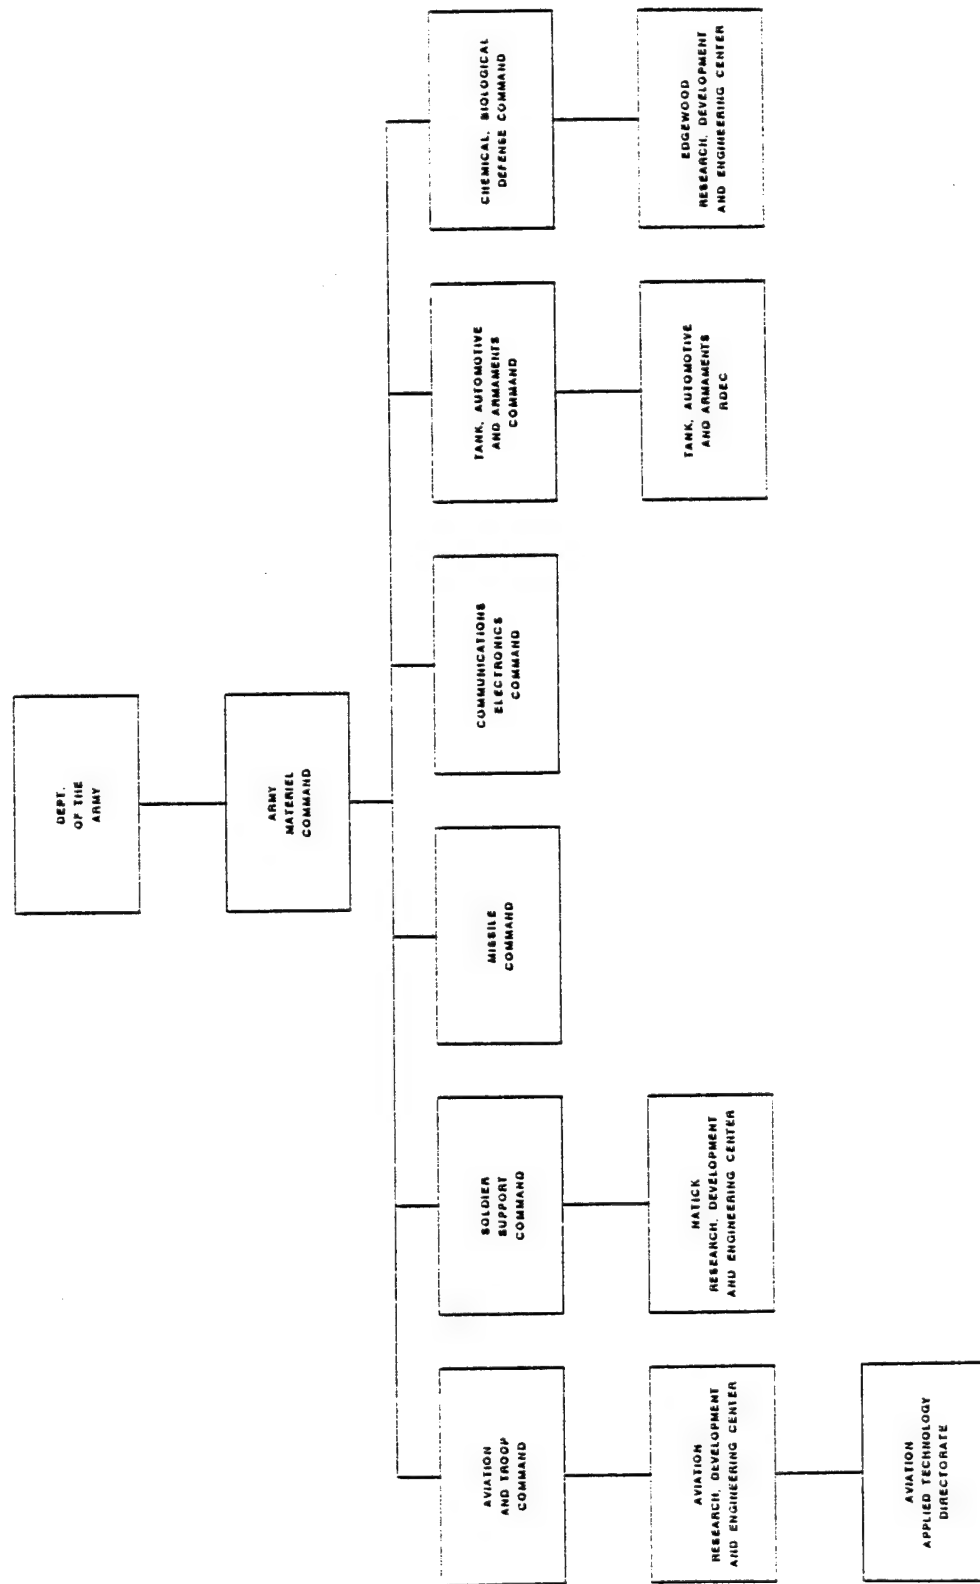 DEPT.
OF THE
ARMY
ARMY
MATERIEL
COMMAND
AVIATION
AND TROOP
COMMAND
SOLDIER
SUPPORT
COMMAND
MISSILE
COMMAND
COMMUNICATIONS
ELECTRONICS
COMMAND
TANK, AUTOMOTIVE
AND ARMAMENTS
COMMAND
CHEMICAL, BIOLOGICAL
DEFENSE COMMAND
AVIATION
RESEARCH, DEVELOPMENT
AND ENGINEERING CENTER
NATICK
RESEARCH, DEVELOPMENT
AND ENGINEERING CENTER
TANK, AUTOMOTIVE
AND ARMAMENTS
RDEC
EDGEWOOD
RESEARCH, DEVELOPMENT
AND ENGINEERING CENTER
AVIATION
APPLIED TECHNOLOGY
DIRECTORATE